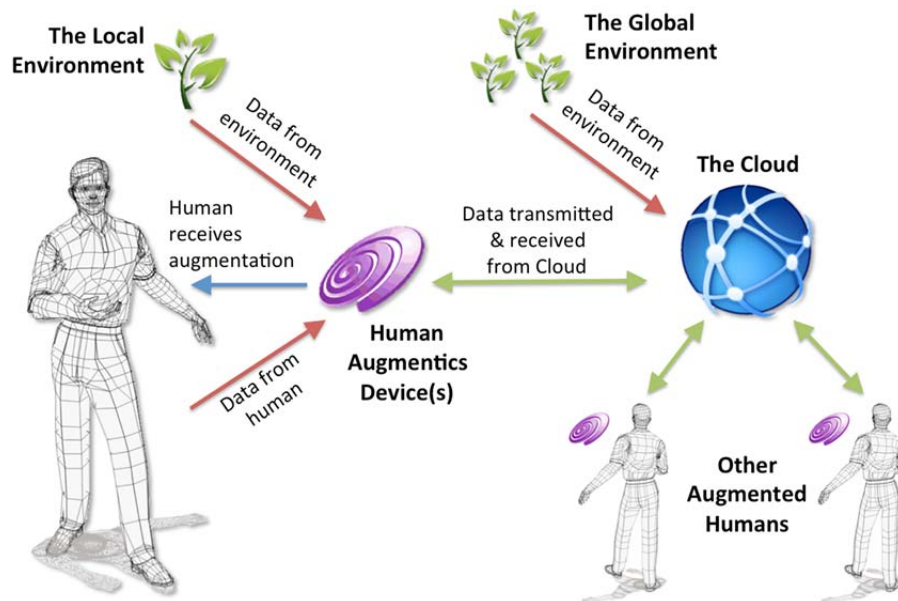 The Local
Environment
The Global
Environment
Data from
environment
Data from
environment
The Cloud
Human
receives
augmentation
Data transmitted
& received
from Cloud
Human
Augmentics
Device(s)
Data from
human
Other
Augmented
Humans